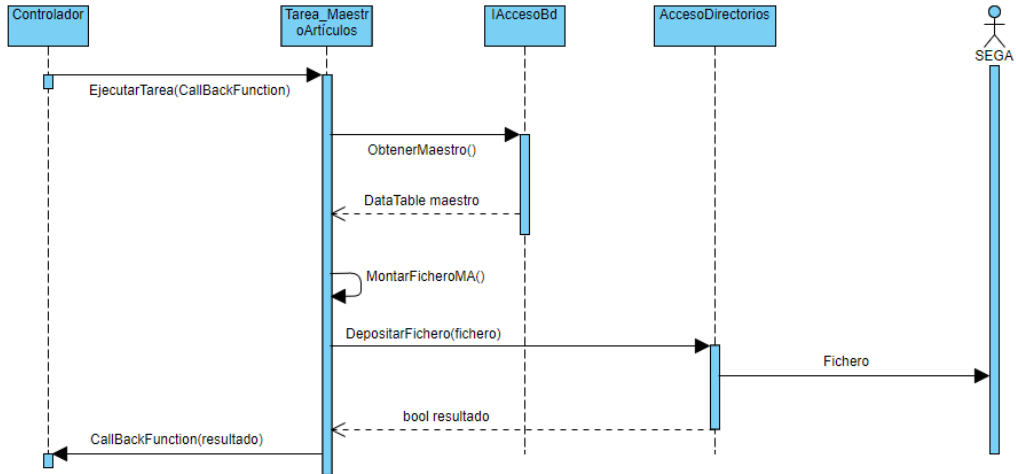 Controlador
Tarea_Maestr
oArtículos
IAccesoBd
AccesoDirectorios
SEGA
EjecutarTarea(CallBackFunction)
ObtenerMaestro()
DataTable maestro
MontarFicheroMA()
DepositarFichero(fichero)
Fichero
bool resultado
CallBackFunction(resultado)